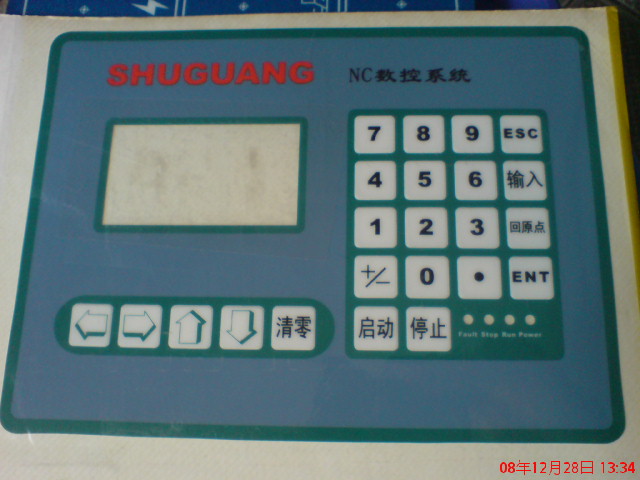 SHUGUANG NC数控系统
7 8 9 ESC
4 5 6 输入
1 2 3 回原点
+/- 0 • ENT
清零 启动 停止
Fault Stop Run Power
08年12月28日 13:34